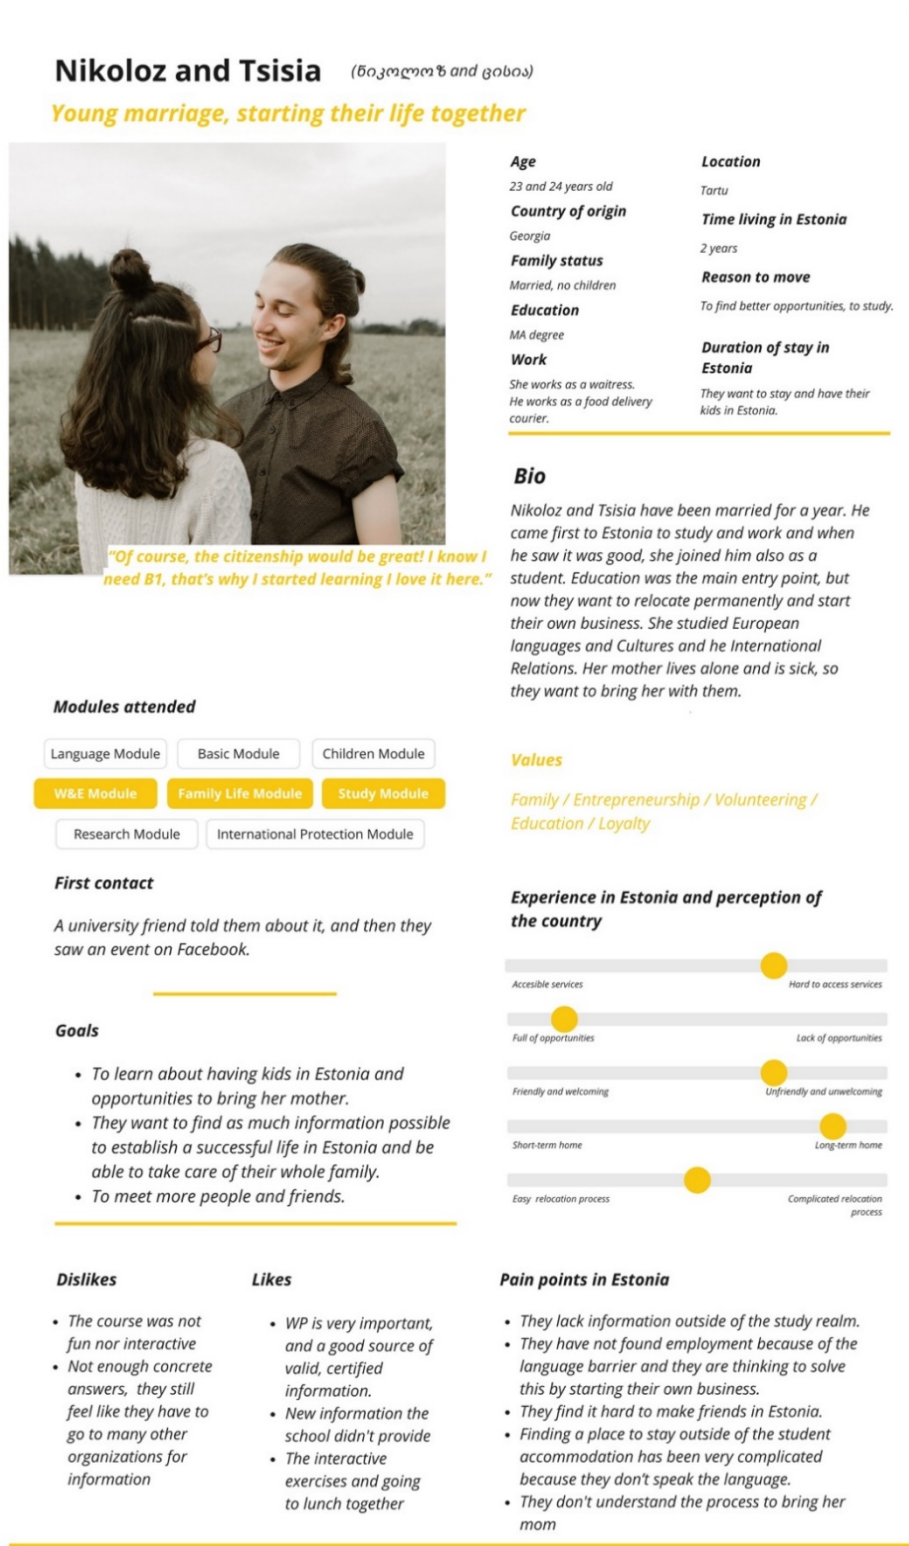 Nikoloz and Tsisia (ნიკოლოზ and ცისია)
Young marriage, starting their life together
Age
23 and 24 years old
Country of origin
Georgia
Family status
Married, no children
Education
MA degree
Work
She works as a waitress.
He works as a food delivery
courier.
Location
Tartu
Time living in Estonia
2 years
Reason to move
To find better opportunities, to study.
Duration of stay in
Estonia
They want to stay and have their
kids in Estonia.
"Of course, the citizenship would be great! I know I
need B1, that's why I started learning I love it here."
Bio
Nikoloz and Tsisia have been married for a year. He
came first to Estonia to study and work and when
he saw it was good, she joined him also as a
student. Education was the main entry point, but
now they want to relocate permanently and start
their own business. She studied European
languages and Cultures and he International
Relations. Her mother lives alone and is sick, so
they want to bring her with them.
Modules attended
Language Module Basic Module Children Module
W&E Module Family Life Module Study Module
Research Module International Protection Module
Values
Family / Entrepreneurship / Volunteering /
Education / Loyalty
First contact
A university friend told them about it, and then they
saw an event on Facebook.
Experience in Estonia and perception of
the country
Accesible services Hard to access services
Full of opportunities Lack of opportunities
Friendly and welcoming Unfriendly and unwelcoming
Short-term home Long-term home
Easy relocation process Complicated relocation
process
Goals
• To learn about having kids in Estonia and
opportunities to bring her mother.
• They want to find as much information possible
to establish a successful life in Estonia and be
able to take care of their whole family.
• To meet more people and friends.
Dislikes
• The course was not
fun nor interactive
• Not enough concrete
answers, they still
feel like they have to
go to many other
organizations for
information
Likes
• WP is very important,
and a good source of
valid, certified
information.
• New information the
school didn't provide
• The interactive
exercises and going
to lunch together
Pain points in Estonia
• They lack information outside of the study realm.
• They have not found employment because of the
language barrier and they are thinking to solve
this by starting their own business.
• They find it hard to make friends in Estonia.
• Finding a place to stay outside of the student
accommodation has been very complicated
because they don't speak the language.
• They don't understand the process to bring her
mom